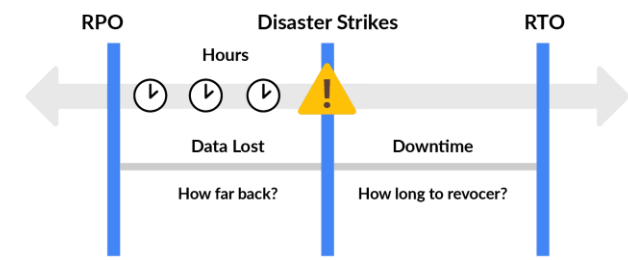 RPO Disaster Strikes RTO
Hours
Data Lost Downtime
How far back? How long to revocer?